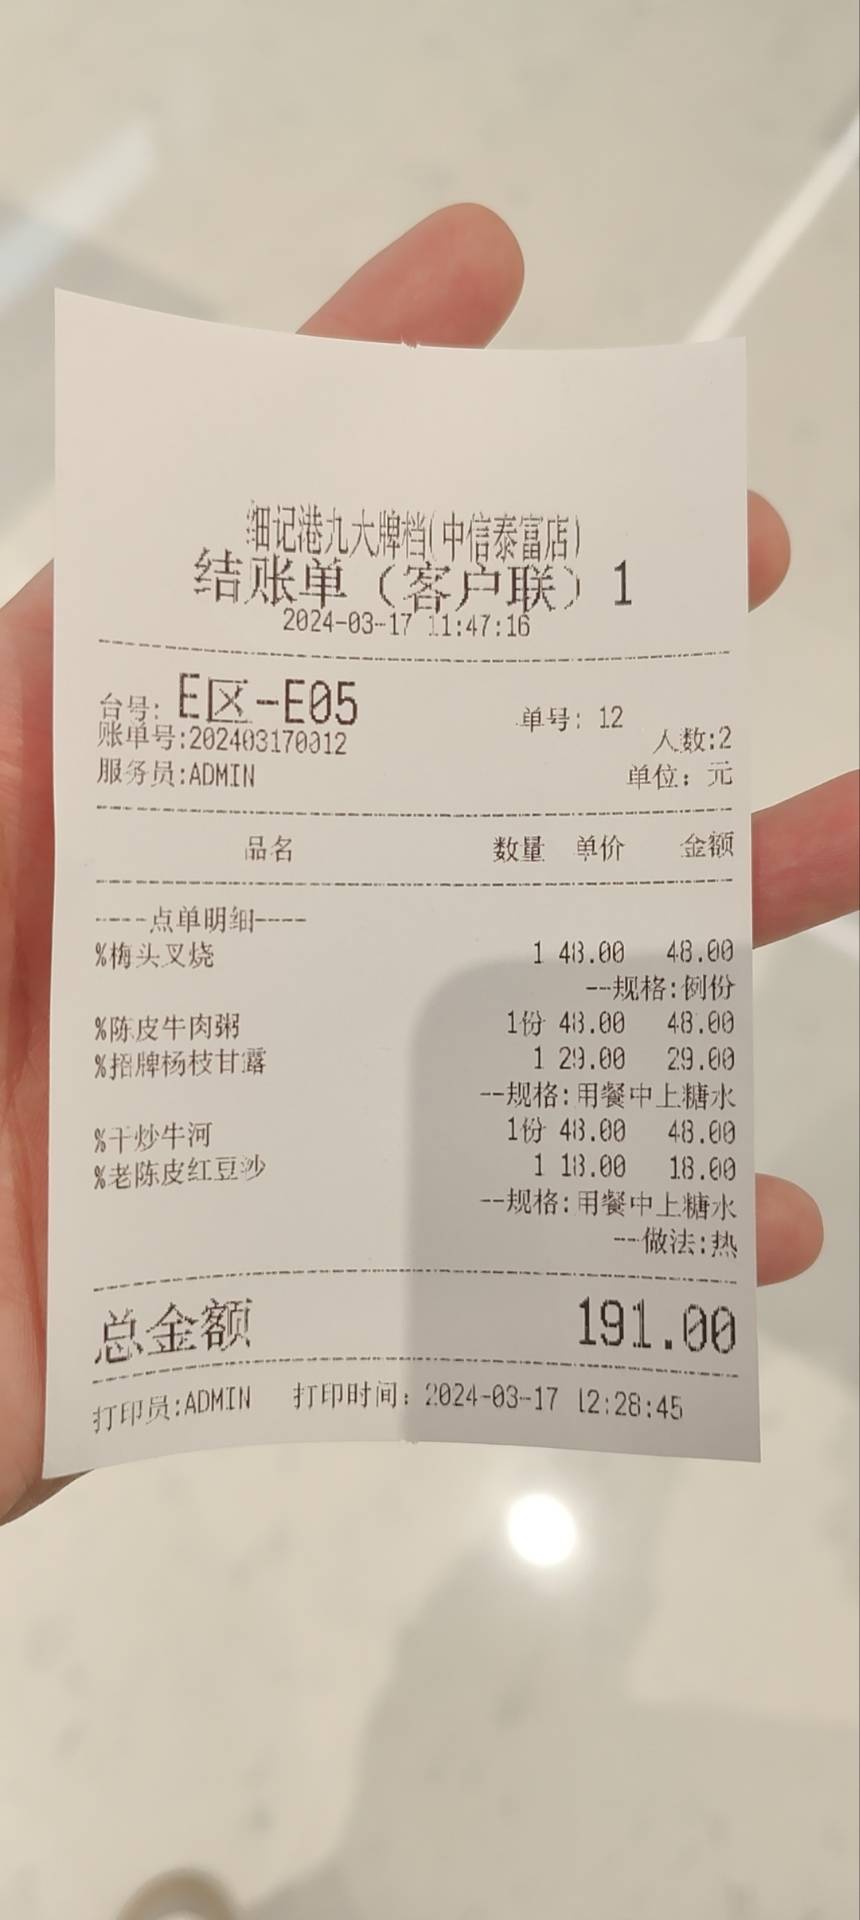 细记港九大牌档(中信泰富店)
结账单（客户联）1
2024-03-17 11:47:16
台号: E区-E05 单号: 12
账单号:202403170012 人数:2
服务员:ADMIN 单位: 元
品名 数量 单价 金额
----点单明细----
%梅头叉烧 1 48.00 48.00
--规格:例份
%陈皮牛肉粥 1份 48.00 48.00
%招牌杨枝甘露 1 29.00 29.00
--规格:用餐中上糖水
%干炒牛河 1份 48.00 48.00
%老陈皮红豆沙 1 18.00 18.00
--规格:用餐中上糖水
--做法:热
总金额 191.00
打印员:ADMIN 打印时间: 2024-03-17 12:28:45